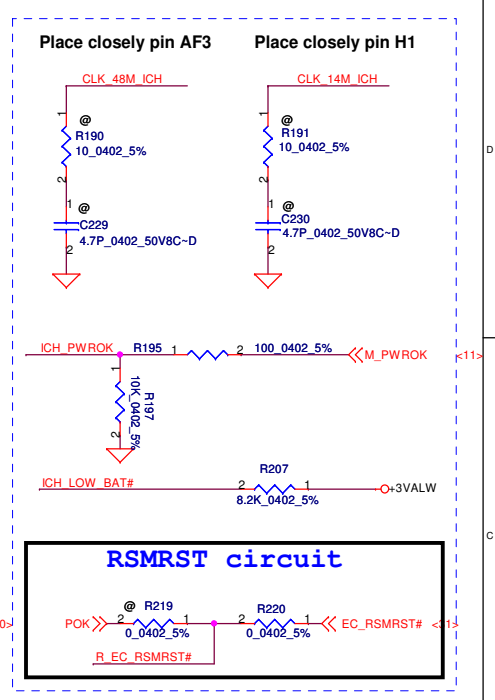 Place closely pin AF3 Place closely pin H1
CLK_48M_ICH CLK_14M_ICH
D
1 @ 1 @
R190 R191
10_0402_5% 10_0402_5%
2 2
1 @ 1 @
C229 C230
4.7P_0402_50V8C~D 4.7P_0402_50V8C~D
2 2
ICH_PWROK R195 1 2 100_0402_5% M_PWROK <11>
1
R197
10K_0402_5%
2
ICH_LOW_BAT# 2 R207 1 +3VALW
8.2K_0402_5%
C
RSMRST circuit
0> POK 2 @ R219 1 2 R220 1 EC_RSMRST#
0_0402_5% 0_0402_5%
R_EC_RSMRST#